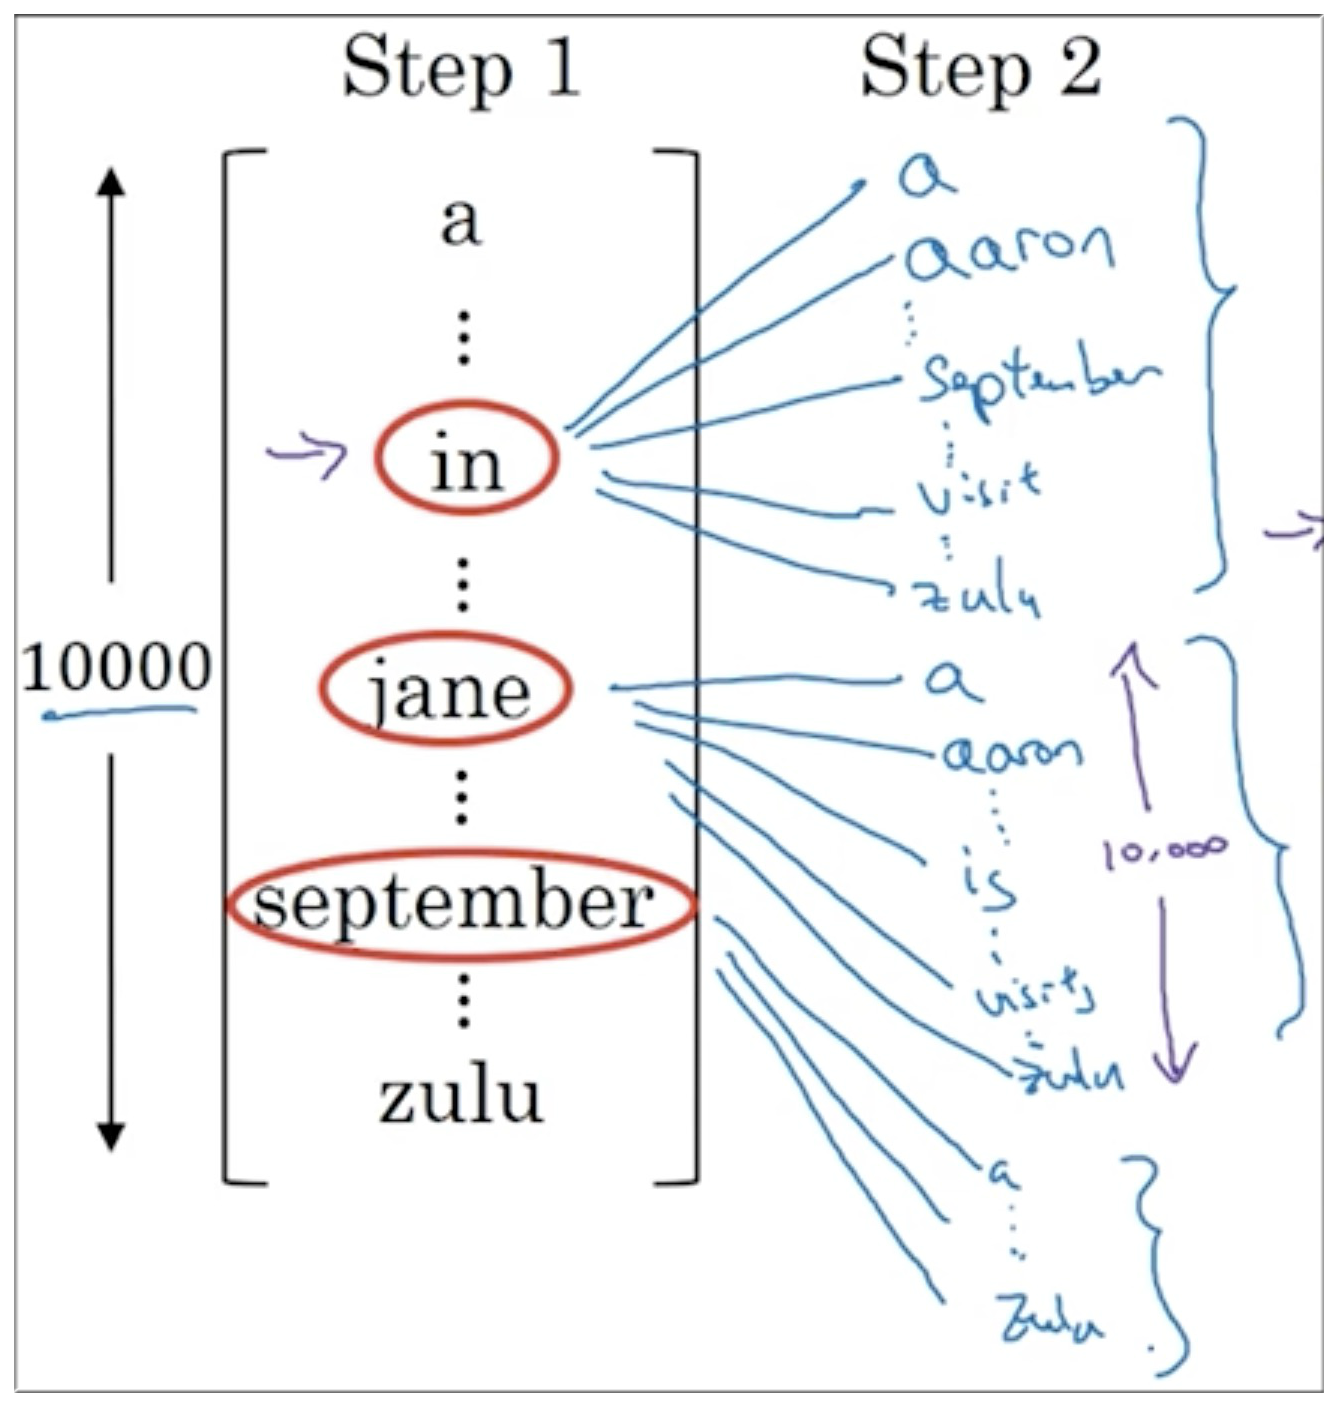 Step 1
Step 2
a
in
jane
september
zulu
10000
a
aaron
september
visit
zulu
a
aaron
is
visits
zulu
10,000
a
zulu